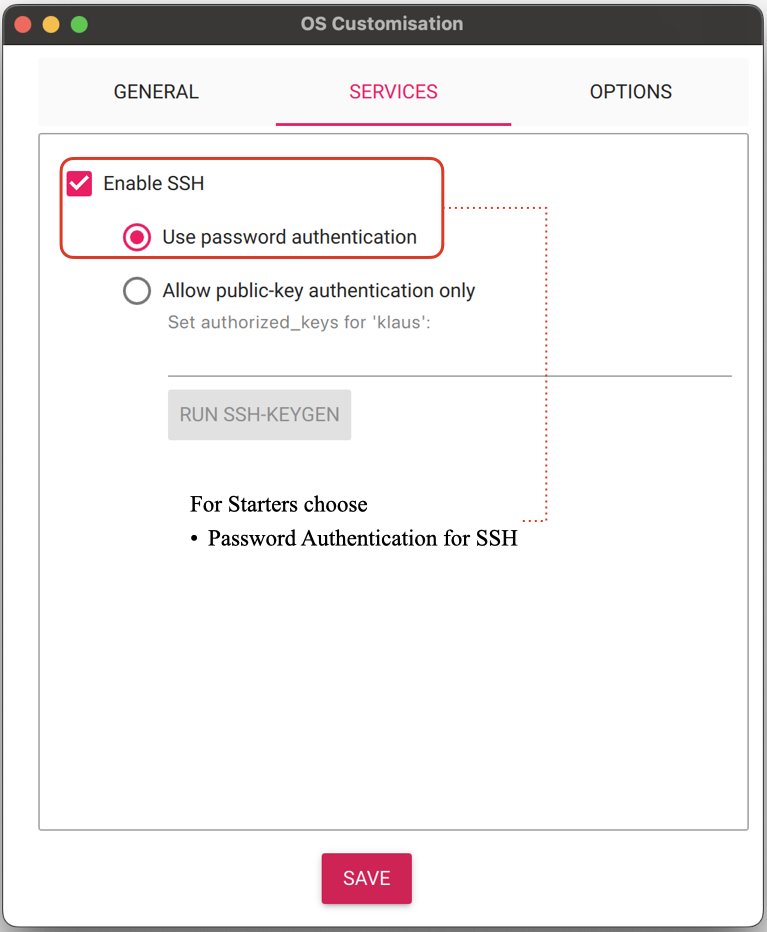 OS Customisation
GENERAL
SERVICES
OPTIONS
Enable SSH
Use password authentication
Allow public-key authentication only
Set authorized_keys for 'klaus':
RUN SSH-KEYGEN
For Starters choose
• Password Authentication for SSH
SAVE